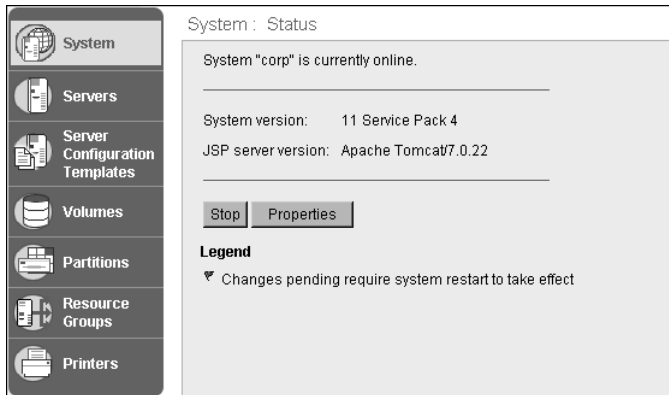 System
Servers
Server
Configuration
Templates
Volumes
Partitions
Resource
Groups
Printers
System : Status
System "corp" is currently online.
System version: 11 Service Pack 4
JSP server version: Apache Tomcat/7.0.22
Stop Properties
Legend
Changes pending require system restart to take effect